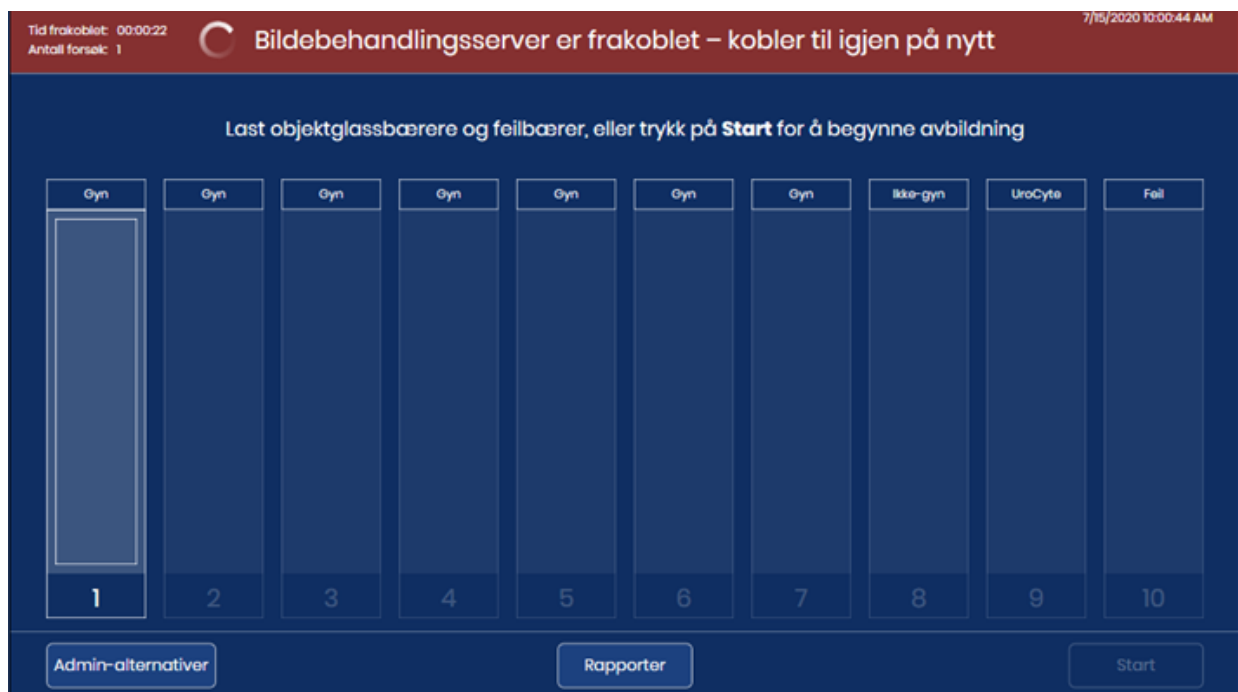 Tid frakoblet: 00:00:22
Antall forsøk: 1
Bildebehandlingsserver er frakoblet – kobler til igjen på nytt
7/15/2020 10:00:44 AM
Last objektglassbærere og feilbærer, eller trykk på Start for å begynne avbildning
Gyn Gyn Gyn Gyn Gyn Gyn Gyn Ikke-gyn UroCyte Feil
1 2 3 4 5 6 7 8 9 10
Admin-alternativer Rapporter Start